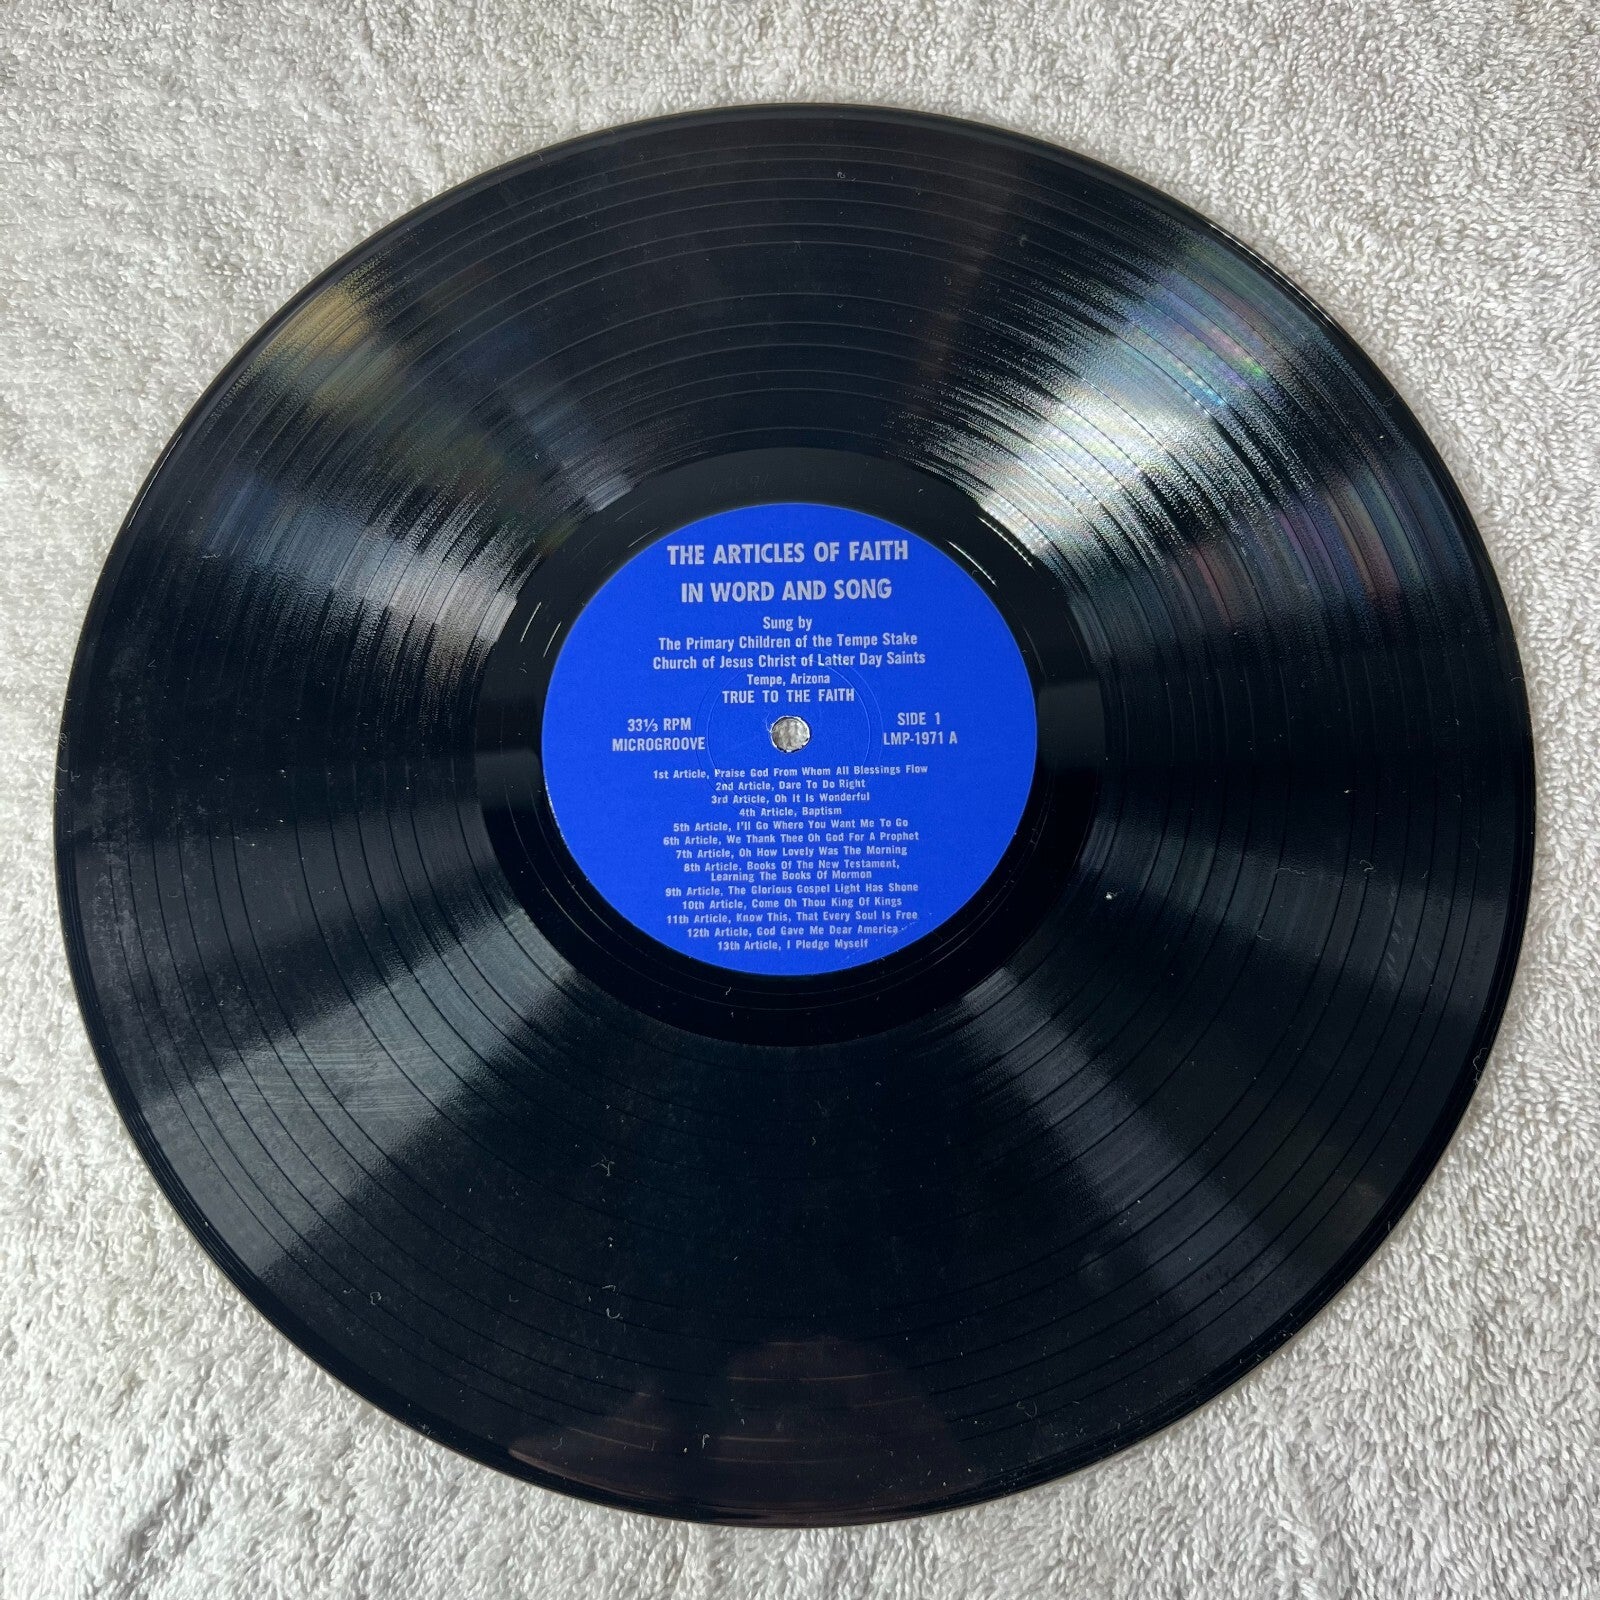 THE ARTICLES OF FAITH
IN WORD AND SONG
Sung by
The Primary Children of the Tempe Stake
Church of Jesus Christ of Latter Day Saints
Tempe, Arizona
TRUE TO THE FAITH
33⅓ RPM
MICROGROOVE
SIDE 1
LMP-1971 A
1st Article, Praise God From Whom All Blessings Flow
2nd Article, Dare To Do Right
3rd Article, Oh It Is Wonderful
4th Article, Baptism
5th Article, I'll Go Where You Want Me To Go
6th Article, We Thank Thee Oh God For A Prophet
7th Article, Oh How Lovely Was The Morning
8th Article, Books Of The New Testament,
Learning The Books Of Mormon
9th Article, The Glorious Gospel Light Has Shone
10th Article, Come Oh Thou King Of Kings
11th Article, Know This, That Every Soul Is Free
12th Article, God Gave Me Dear America
13th Article, I Pledge Myself